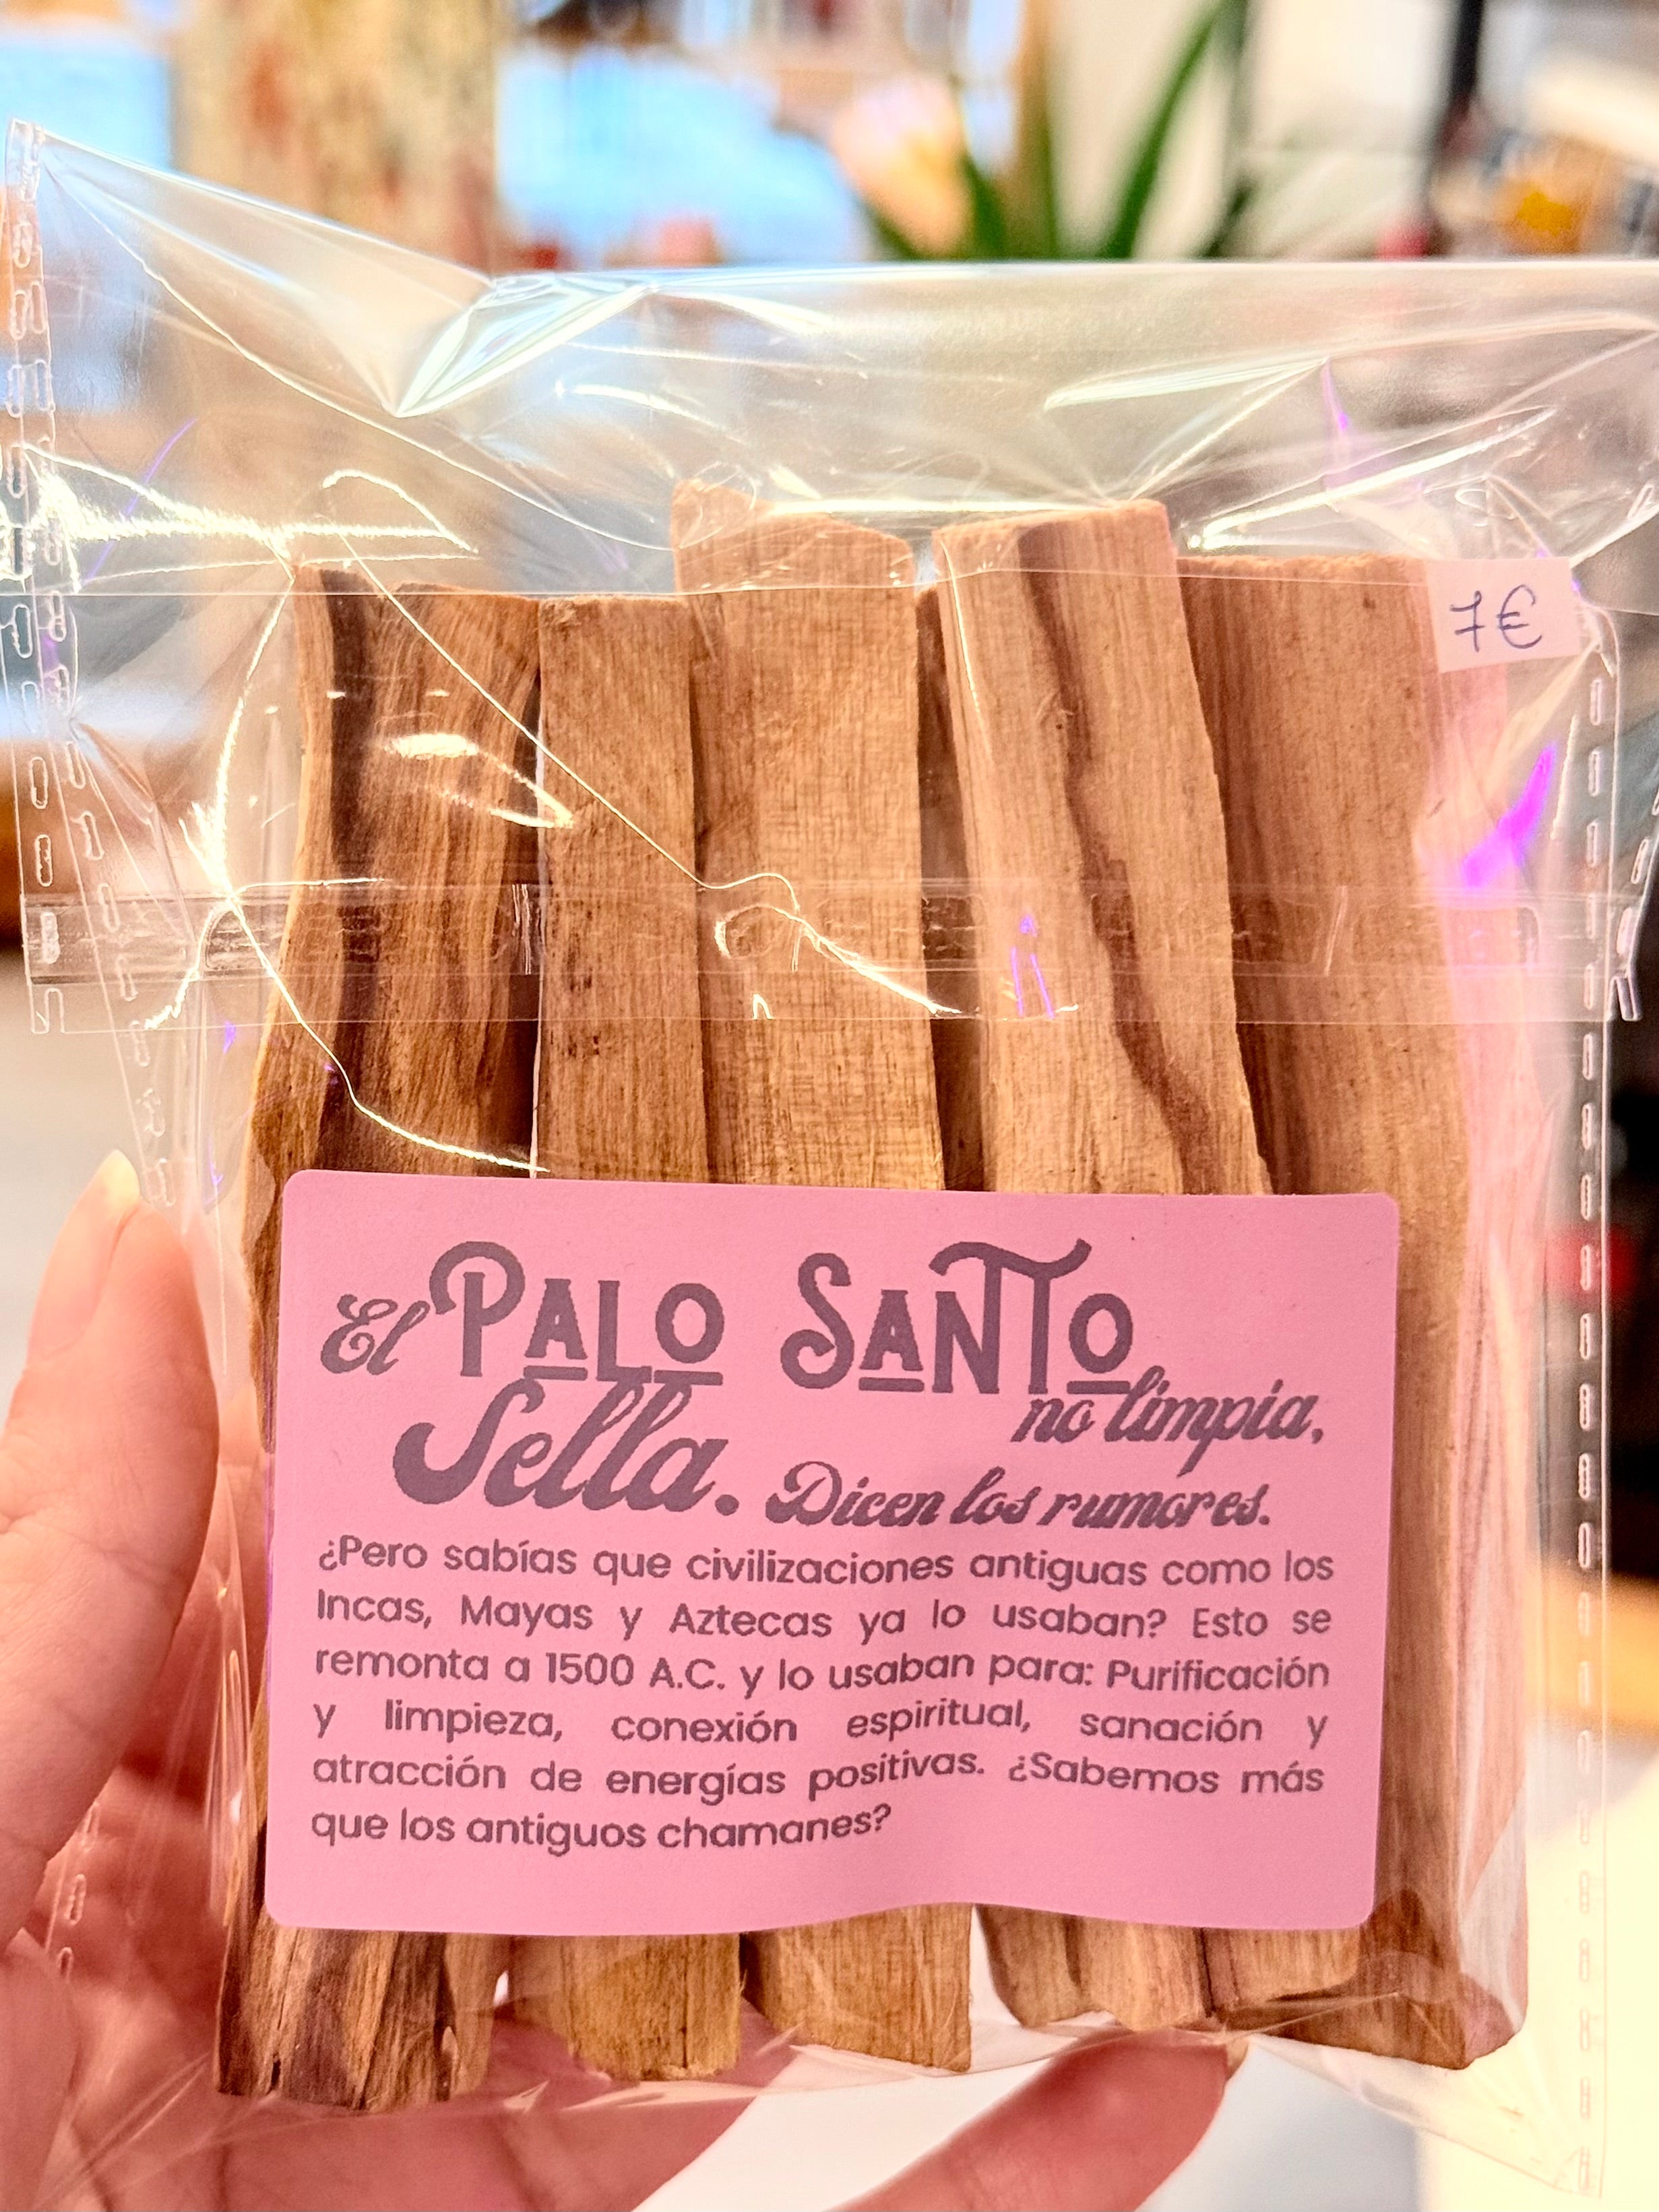 7€
El PALO SANTO
no limpia,
Sella. Dicen los rumores.
¿Pero sabías que civilizaciones antiguas como los
Incas, Mayas y Aztecas ya lo usaban? Esto se
remonta a 1500 A.C. y lo usaban para: Purificación
y limpieza, conexión espiritual, sanación y
atracción de energías positivas. ¿Sabemos más
que los antiguos chamanes?